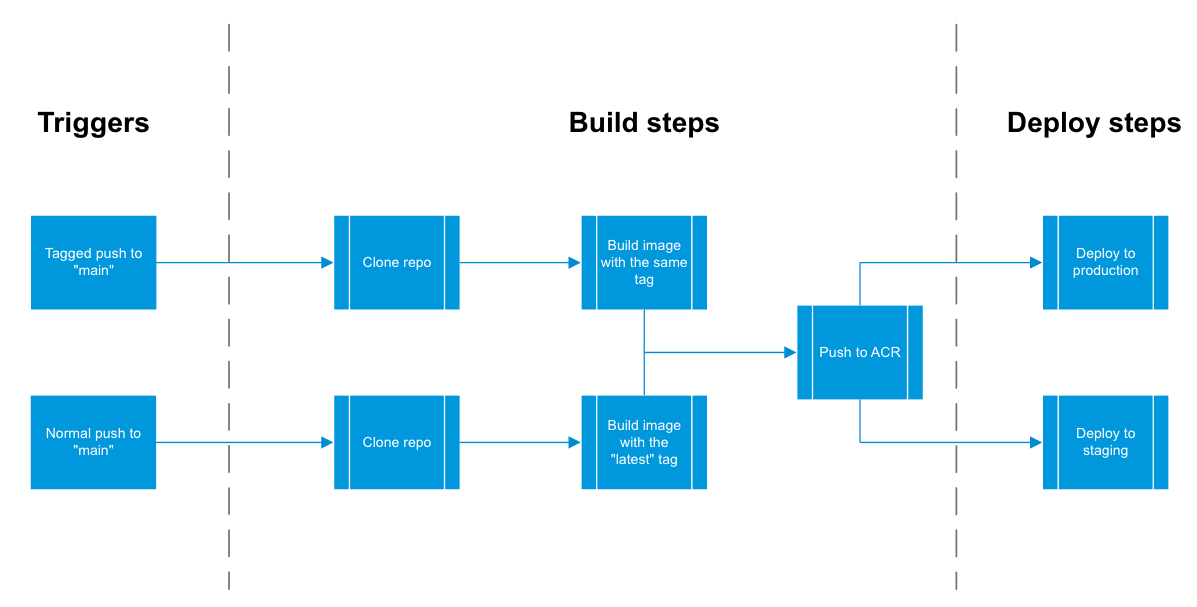 Triggers
Build steps
Deploy steps
Tagged push to
"main"
Clone repo
Build image
with the same
tag
Deploy to
production
Push to ACR
Normal push to
"main"
Clone repo
Build image
with the
"latest" tag
Deploy to
staging